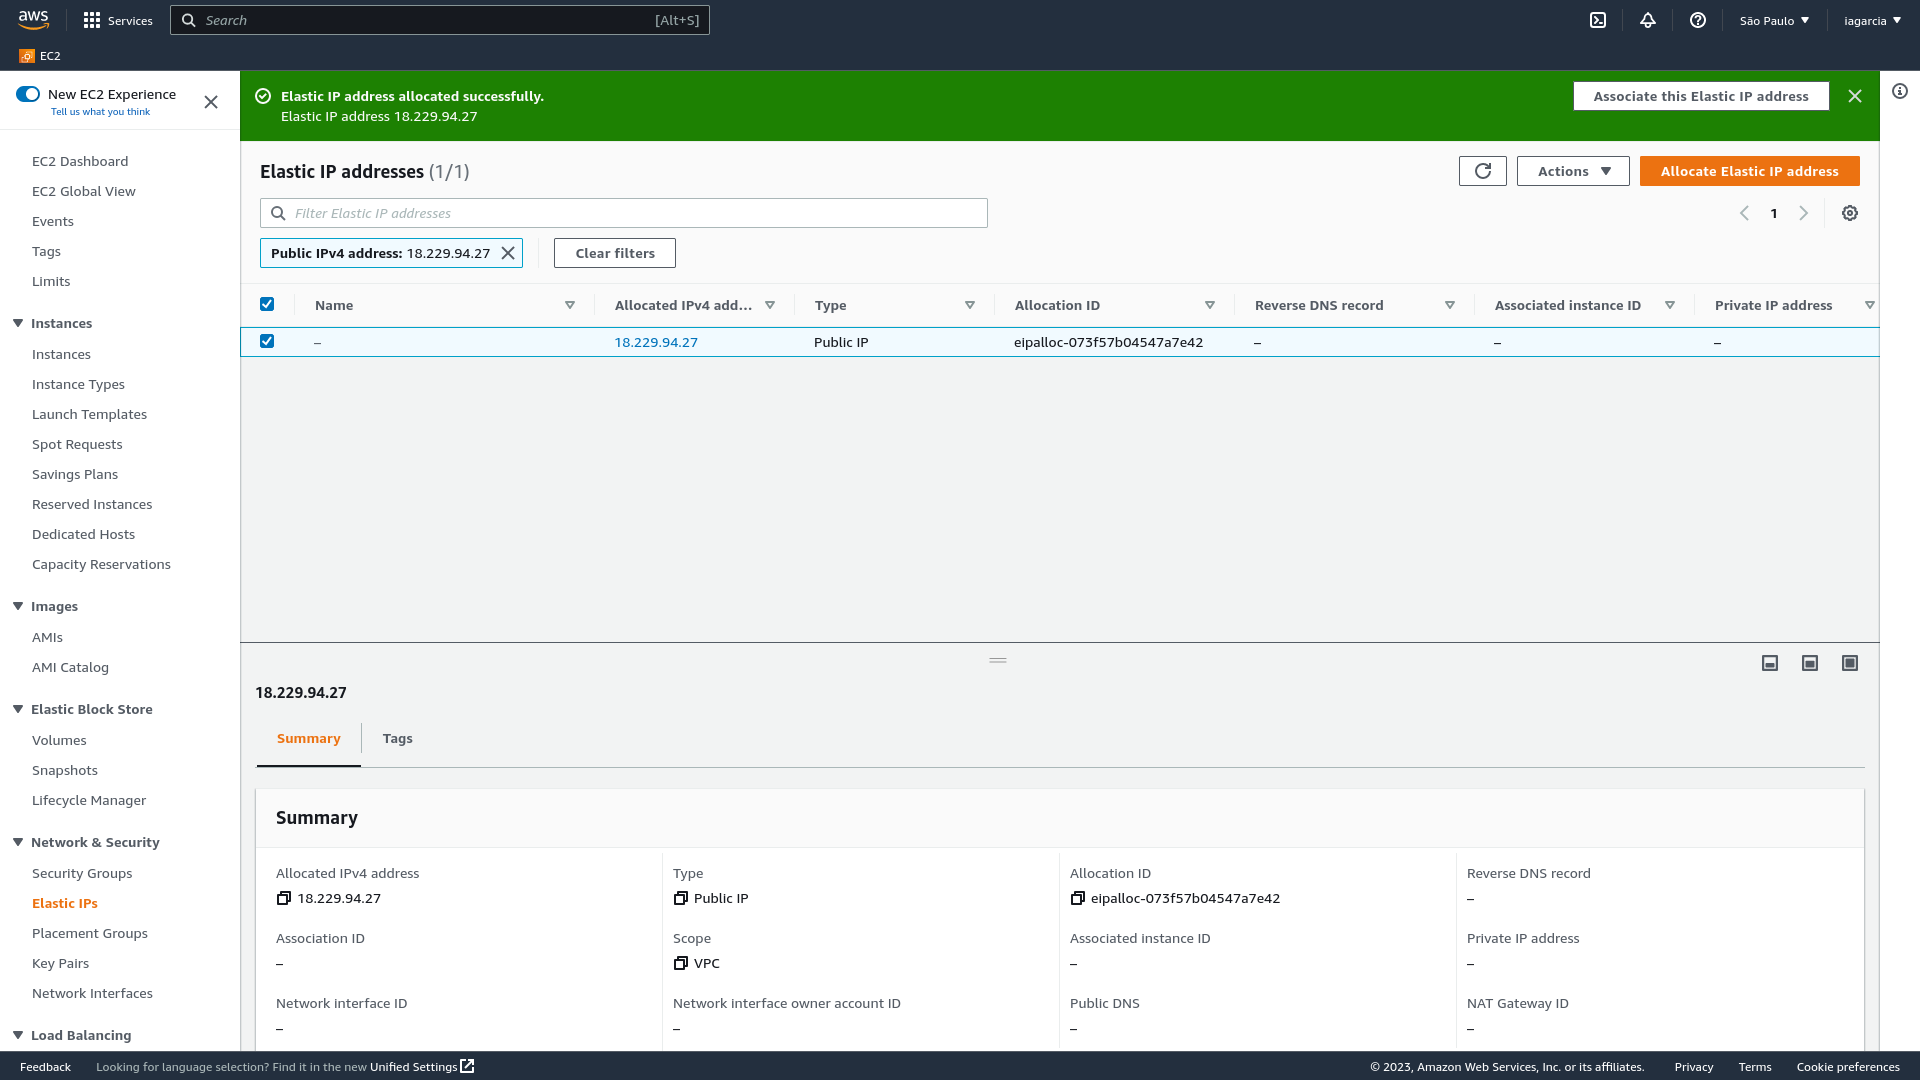 aws
Services
Search
[Alt+S]
São Paulo
iagarcia
EC2
New EC2 Experience
Tell us what you think
EC2 Dashboard
EC2 Global View
Events
Tags
Limits
Instances
Instances
Instance Types
Launch Templates
Spot Requests
Savings Plans
Reserved Instances
Dedicated Hosts
Capacity Reservations
Images
AMIs
AMI Catalog
Elastic Block Store
Volumes
Snapshots
Lifecycle Manager
Network & Security
Security Groups
Elastic IPs
Placement Groups
Key Pairs
Network Interfaces
Load Balancing
Elastic IP address allocated successfully.
Elastic IP address 18.229.94.27
Associate this Elastic IP address
Elastic IP addresses (1/1)
Actions
Allocate Elastic IP address
Filter Elastic IP addresses
1
Public IPv4 address: 18.229.94.27
Clear filters
Name Allocated IPv4 add... Type Allocation ID Reverse DNS record Associated instance ID Private IP address
– 18.229.94.27 Public IP eipalloc-073f57b04547a7e42 – – –
18.229.94.27
Summary Tags
Summary
Allocated IPv4 address Type Allocation ID Reverse DNS record
18.229.94.27 Public IP eipalloc-073f57b04547a7e42 –
Association ID Scope Associated instance ID Private IP address
– VPC – –
Network interface ID Network interface owner account ID Public DNS NAT Gateway ID
– – – –
Feedback Looking for language selection? Find it in the new Unified Settings © 2023, Amazon Web Services, Inc. or its affiliates. Privacy Terms Cookie preferences